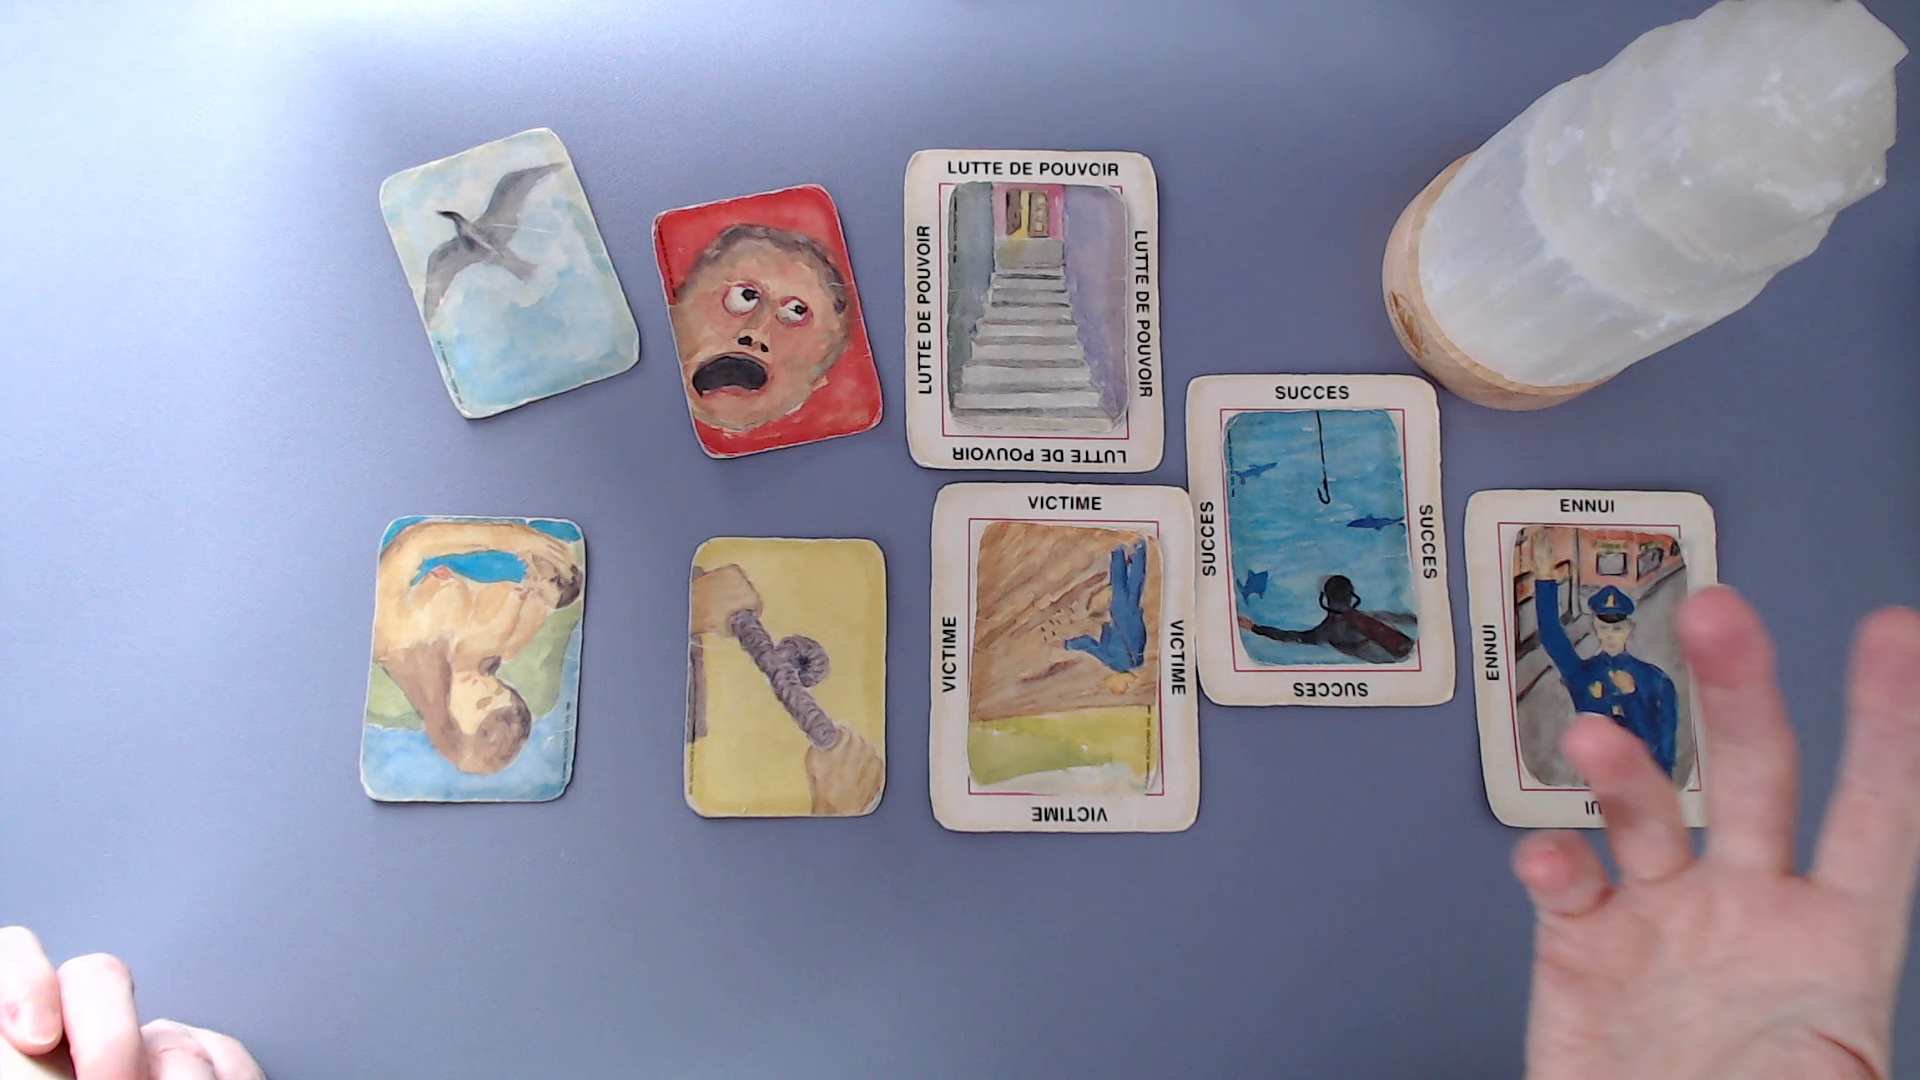 LUTTE DE POUVOIR
LUTTE DE POUVOIR
LUTTE DE POUVOIR
LUTTE DE POUVOIR
SUCCES
SUCCES
SUCCES
SUCCES
VICTIME
VICTIME
VICTIME
VICTIME
ENNUI
ENNUI
UI